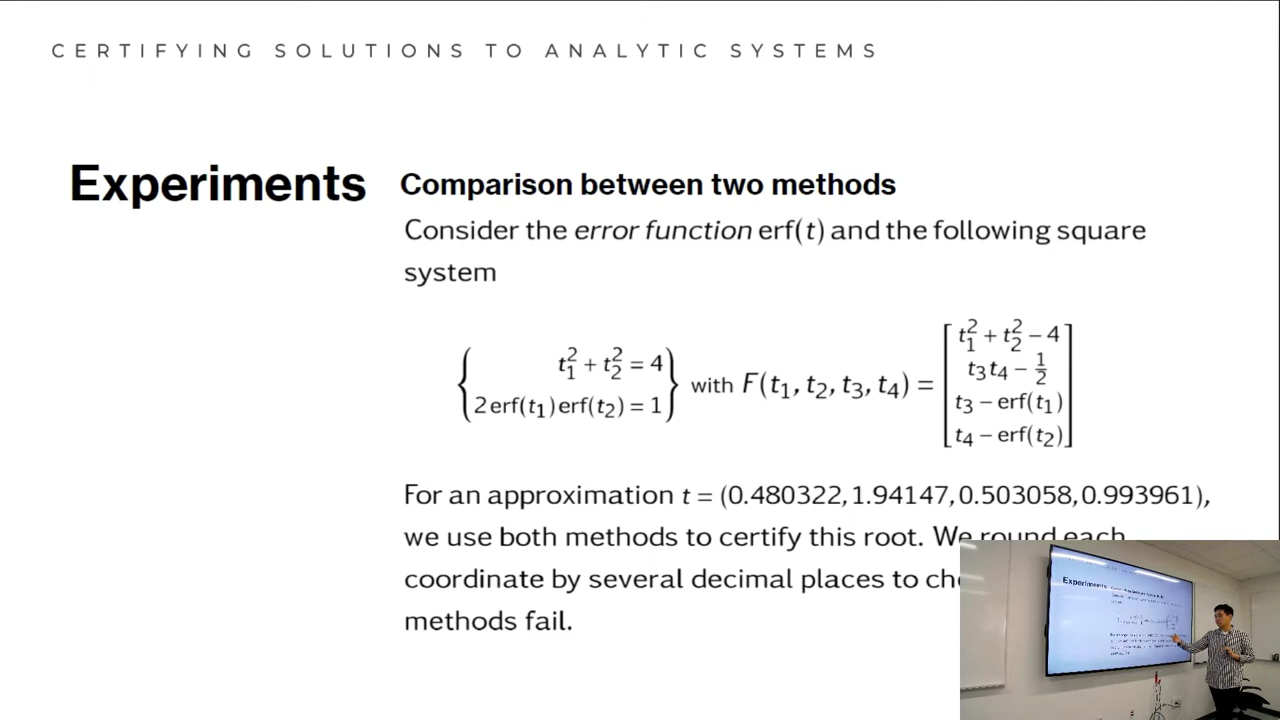 CERTIFYING SOLUTIONS TO ANALYTIC SYSTEMS
Experiments
Comparison between two methods
Consider the error function erf(t) and the following square
system
{ t₁² + t₂² = 4
2 erf(t₁) erf(t₂) = 1 } with F(t₁, t₂, t₃, t₄) = [ t₁² + t₂² − 4
t₃t₄ − 1/2
t₃ − erf(t₁)
t₄ − erf(t₂) ]
For an approximation t = (0.480322, 1.94147, 0.503058, 0.993961),
we use both methods to certify this root. We round each
coordinate by several decimal places to
methods fail.
Experiments